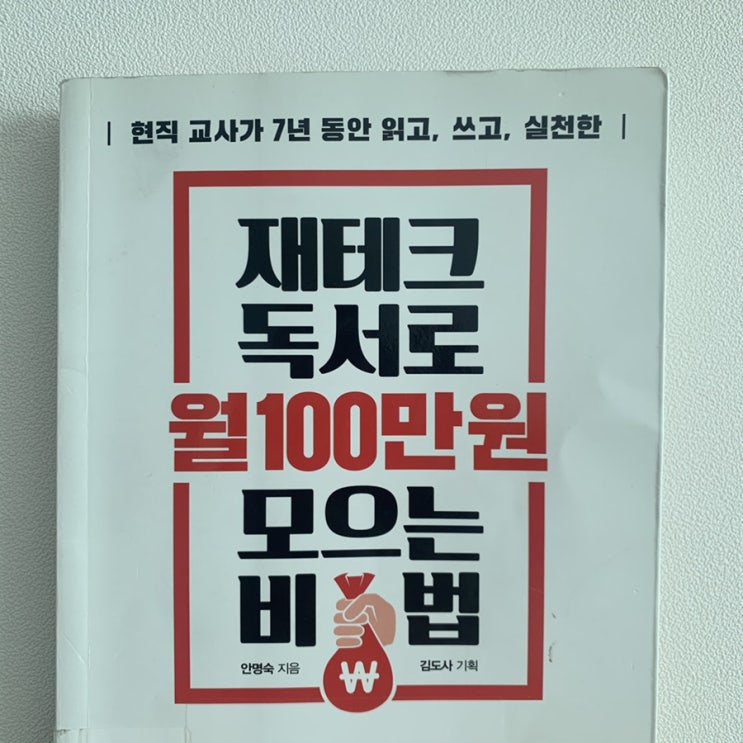 | 현직 교사가 7년 동안 읽고, 쓰고, 실천한 |
재테크
독서로
월100만원
모으는
비법
안명숙 지음 김도사 기획
₩